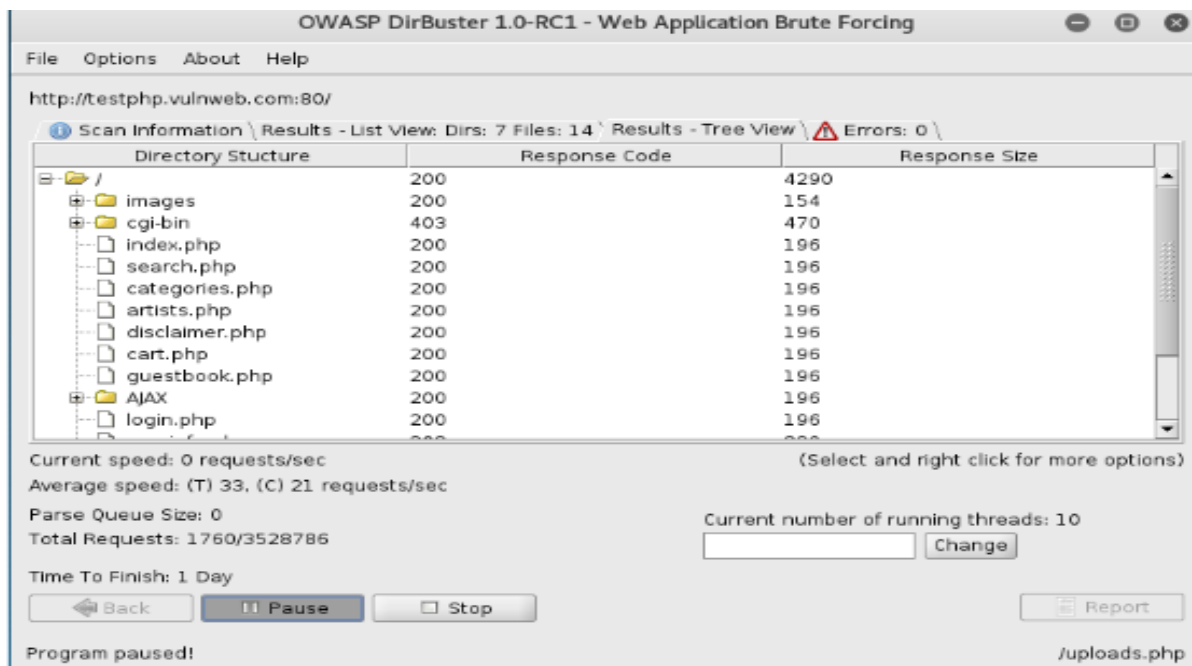 OWASP DirBuster 1.0-RC1 - Web Application Brute Forcing
File Options About Help
http://testphp.vulnweb.com:80/
Scan Information \ Results - List View: Dirs: 7 Files: 14 \ Results - Tree View \ Errors: 0 \
Directory Stucture Response Code Response Size
/ 200 4290
images 200 154
cgi-bin 403 470
index.php 200 196
search.php 200 196
categories.php 200 196
artists.php 200 196
disclaimer.php 200 196
cart.php 200 196
guestbook.php 200 196
AJAX 200 196
login.php 200 196
Current speed: 0 requests/sec (Select and right click for more options)
Average speed: (T) 33, (C) 21 requests/sec
Parse Queue Size: 0
Current number of running threads: 10
Total Requests: 1760/3528786
Change
Time To Finish: 1 Day
Back Pause Stop Report
Program paused! /uploads.php